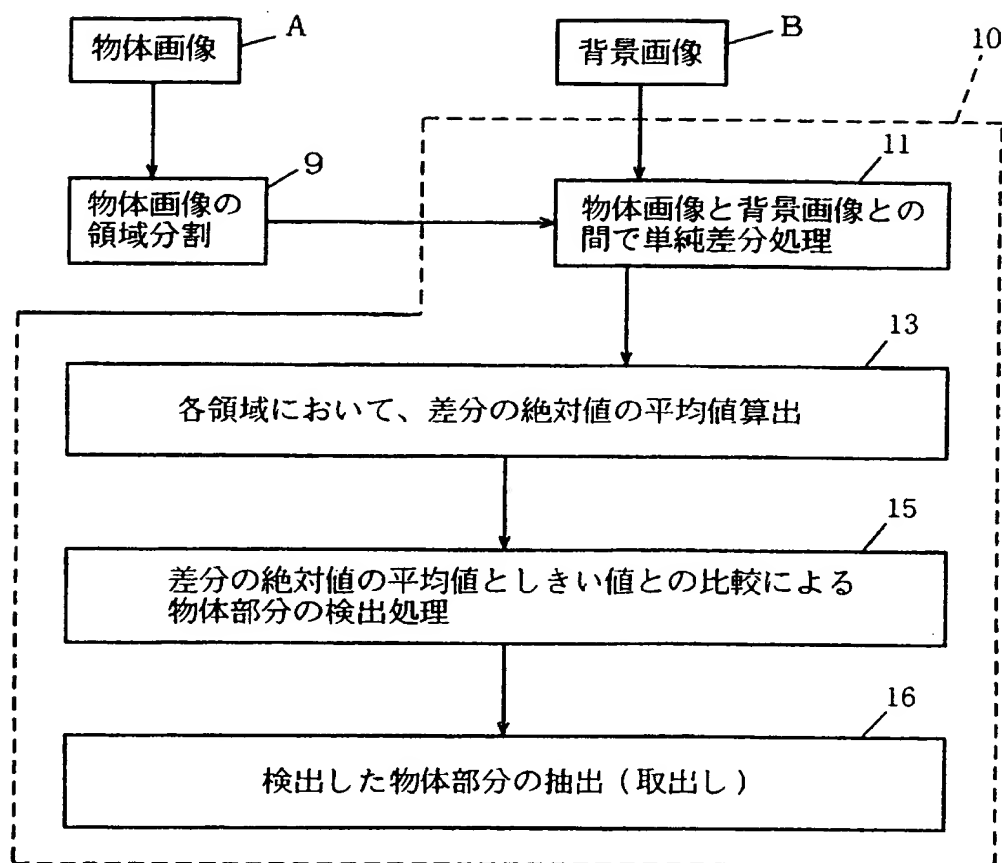 物体画像
A
背景画像
B
10
9
物体画像の
領域分割
11
物体画像と背景画像との
間で単純差分処理
13
各領域において、差分の絶対値の平均値算出
15
差分の絶対値の平均値としきい値との比較による
物体部分の検出処理
16
検出した物体部分の抽出(取出し)